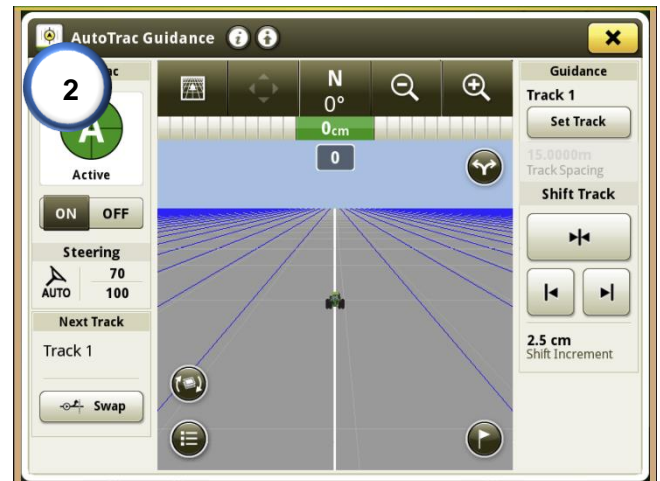 AutoTrac Guidance
2
A
Active
ON OFF
Steering
AUTO
70
100
Next Track
Track 1
Swap
N
0°
0cm
0
Guidance
Track 1
Set Track
15.0000m
Track Spacing
Shift Track
2.5 cm
Shift Increment